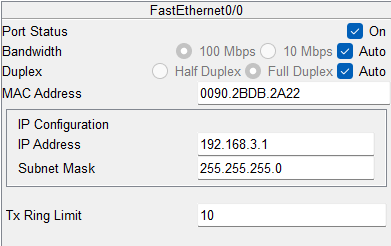 FastEthernet0/0
Port Status On
Bandwidth 100 Mbps 10 Mbps Auto
Duplex Half Duplex Full Duplex Auto
MAC Address 0090.2BDB.2A22
IP Configuration
IP Address 192.168.3.1
Subnet Mask 255.255.255.0
Tx Ring Limit 10